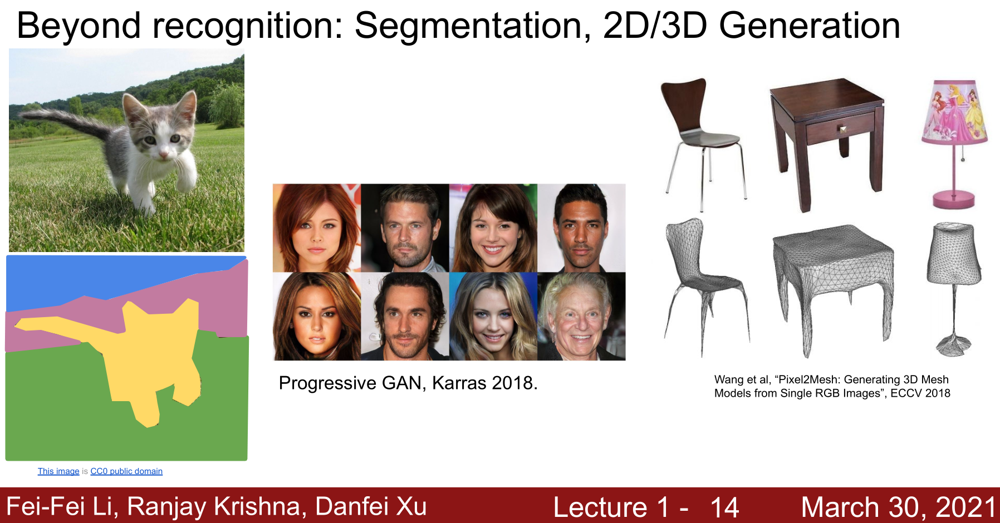 Beyond recognition: Segmentation, 2D/3D Generation
Progressive GAN, Karras 2018.
Wang et al, “Pixel2Mesh: Generating 3D Mesh
Models from Single RGB Images”, ECCV 2018
This image is CC0 public domain
Fei-Fei Li, Ranjay Krishna, Danfei Xu
Lecture 1 - 14
March 30, 2021